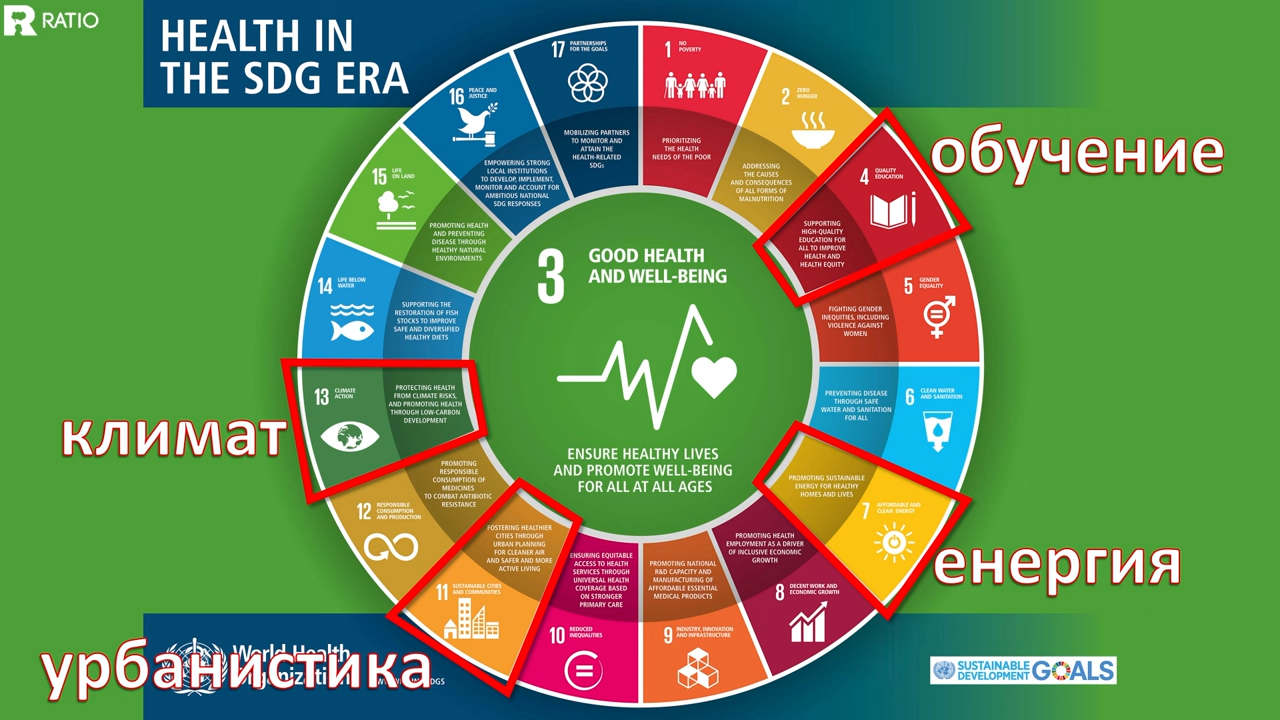 RATIO
HEALTH IN
THE SDG ERA
1 NO
POVERTY
PRIORITIZING
THE HEALTH
NEEDS OF THE POOR
2 ZERO
HUNGER
ADDRESSING
THE CAUSES
AND CONSEQUENCES
OF ALL FORMS OF
MALNUTRITION
обучение
4 QUALITY
EDUCATION
SUPPORTING
HIGH-QUALITY
EDUCATION FOR
ALL TO IMPROVE
HEALTH AND
HEALTH EQUITY
5 GENDER
EQUALITY
FIGHTING GENDER
INEQUITIES, INCLUDING
VIOLENCE AGAINST
WOMEN
6 CLEAN WATER
AND SANITATION
PREVENTING DISEASE
THROUGH SAFE
WATER AND SANITATION
FOR ALL
7 AFFORDABLE AND
CLEAN ENERGY
PROMOTING SUSTAINABLE
ENERGY FOR HEALTHY
HOMES AND LIVES
енергия
8 DECENT WORK AND
ECONOMIC GROWTH
PROMOTING HEALTH
EMPLOYMENT AS A DRIVER
OF INCLUSIVE ECONOMIC
GROWTH
9 INDUSTRY, INNOVATION
AND INFRASTRUCTURE
PROMOTING NATIONAL
R&D CAPACITY AND
MANUFACTURING OF
AFFORDABLE ESSENTIAL
MEDICAL PRODUCTS
10 REDUCED
INEQUALITIES
ENSURING EQUITABLE
ACCESS TO HEALTH
SERVICES THROUGH
UNIVERSAL HEALTH
COVERAGE BASED
ON STRONGER
PRIMARY CARE
11 SUSTAINABLE CITIES
AND COMMUNITIES
FOSTERING HEALTHIER
CITIES THROUGH
URBAN PLANNING
FOR CLEANER AIR
AND SAFER AND MORE
ACTIVE LIVING
урбанистика
12 RESPONSIBLE
CONSUMPTION
AND PRODUCTION
PROMOTING
RESPONSIBLE
CONSUMPTION OF
MEDICINES
TO COMBAT ANTIBIOTIC
RESISTANCE
климат
13 CLIMATE
ACTION
PROTECTING HEALTH
FROM CLIMATE RISKS,
AND PROMOTING HEALTH
THROUGH LOW-CARBON
DEVELOPMENT
14 LIFE BELOW
WATER
SUPPORTING THE
RESTORATION OF FISH
STOCKS TO IMPROVE
SAFE AND DIVERSIFIED
HEALTHY DIETS
15 LIFE
ON LAND
PROMOTING HEALTH
AND PREVENTING
DISEASE THROUGH
HEALTHY NATURAL
ENVIRONMENTS
16 PEACE AND
JUSTICE
EMPOWERING STRONG
LOCAL INSTITUTIONS
TO DEVELOP, IMPLEMENT,
MONITOR AND ACCOUNT FOR
AMBITIOUS NATIONAL
SDG RESPONSES
17 PARTNERSHIPS
FOR THE GOALS
MOBILIZING PARTNERS
TO MONITOR AND
ATTAIN THE
HEALTH-RELATED
SDGs
3 GOOD HEALTH
AND WELL-BEING
ENSURE HEALTHY LIVES
AND PROMOTE WELL-BEING
FOR ALL AT ALL AGES
World Health
SUSTAINABLE
DEVELOPMENT GOALS